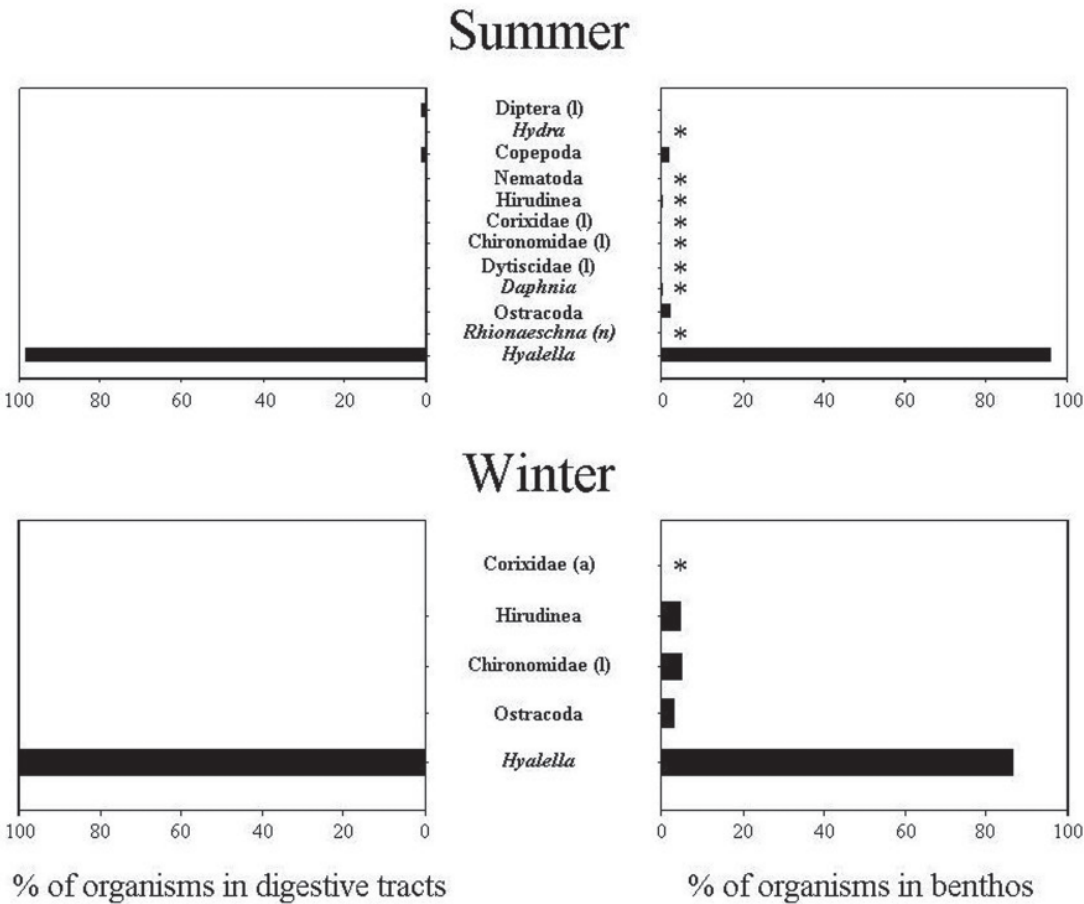 Summer
Diptera (l)
Hydra *
Copepoda
Nematoda *
Hirudinea *
Corixidae (l) *
Chironomidae (l) *
Dytiscidae (l) *
Daphnia *
Ostracoda
Rhionaeschna (n) *
Hyalella
100 80 60 40 20 0 0 20 40 60 80 100
Winter
Corixidae (a) *
Hirudinea
Chironomidae (l)
Ostracoda
Hyalella
100 80 60 40 20 0 0 20 40 60 80 100
% of organisms in digestive tracts % of organisms in benthos